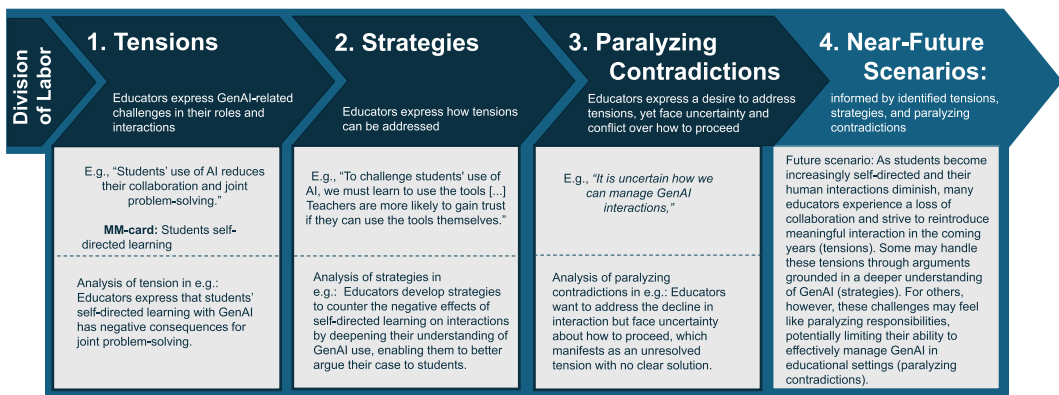 Division
of Labor
1. Tensions
Educators express GenAI-related
challenges in their roles and
interactions
E.g., “Students’ use of AI reduces
their collaboration and joint
problem-solving.”
MM-card: Students self-
directed learning
Analysis of tension in e.g.:
Educators express that students’
self-directed learning with GenAI
has negative consequences for
joint problem-solving.
2. Strategies
Educators express how tensions
can be addressed
E.g., “To challenge students’ use of
AI, we must learn to use the tools [...]
Teachers are more likely to gain trust
if they can use the tools themselves.”
Analysis of strategies in
e.g.: Educators develop strategies
to counter the negative effects of
self-directed learning on interactions
by deepening their understanding of
GenAI use, enabling them to better
argue their case to students.
3. Paralyzing
Contradictions
Educators express a desire to address
tensions, yet face uncertainty and
conflict over how to proceed
E.g., “It is uncertain how we
can manage GenAI
interactions,”
Analysis of paralyzing
contradictions in e.g.: Educators
want to address the decline in
interaction but face uncertainty
about how to proceed, which
manifests as an unresolved
tension with no clear solution.
4. Near-Future
Scenarios:
informed by identified tensions,
strategies, and paralyzing
contradictions
Future scenario: As students become
increasingly self-directed and their
human interactions diminish, many
educators experience a loss of
collaboration and strive to reintroduce
meaningful interaction in the coming
years (tensions). Some may handle
these tensions through arguments
grounded in a deeper understanding
of GenAI (strategies). For others,
however, these challenges may feel
like paralyzing responsibilities,
potentially limiting their ability to
effectively manage GenAI in
educational settings (paralyzing
contradictions).